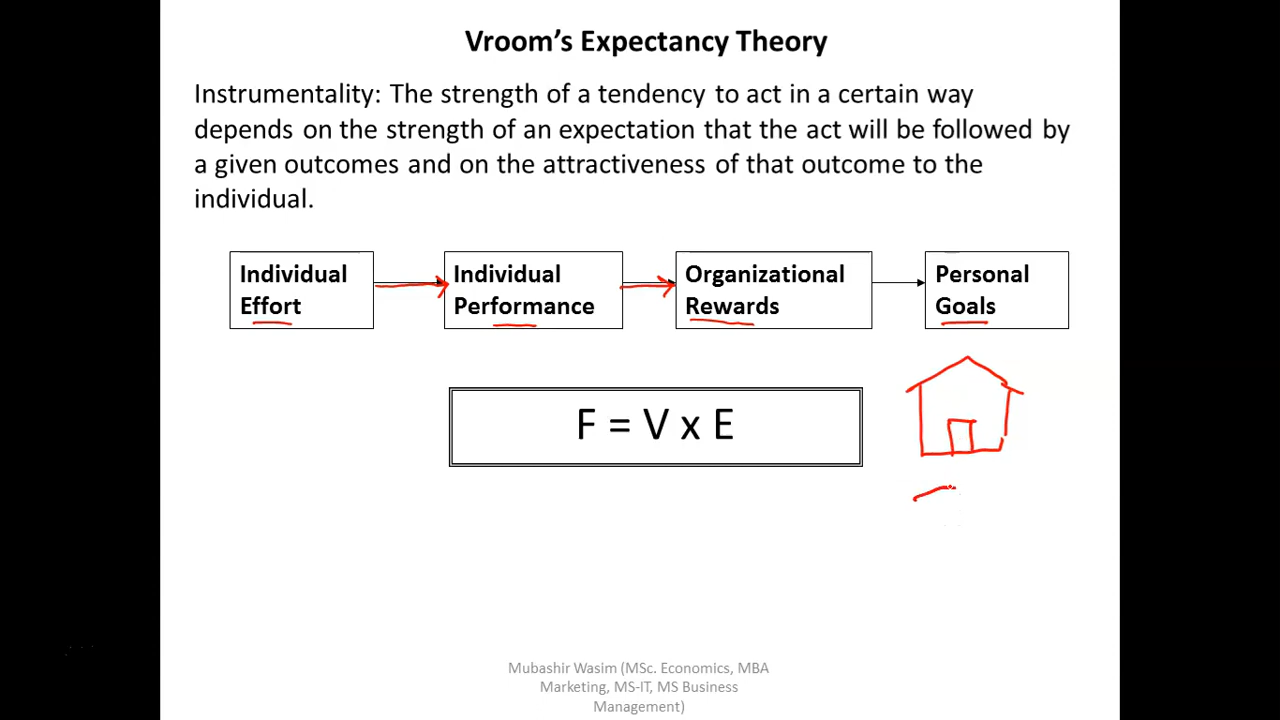 Vroom’s Expectancy Theory
Instrumentality: The strength of a tendency to act in a certain way
depends on the strength of an expectation that the act will be followed by
a given outcomes and on the attractiveness of that outcome to the
individual.
Individual
Effort
Individual
Performance
Organizational
Rewards
Personal
Goals
F = V x E
Mubashir Wasim (MSc. Economics, MBA
Marketing, MS-IT, MS Business
Management)